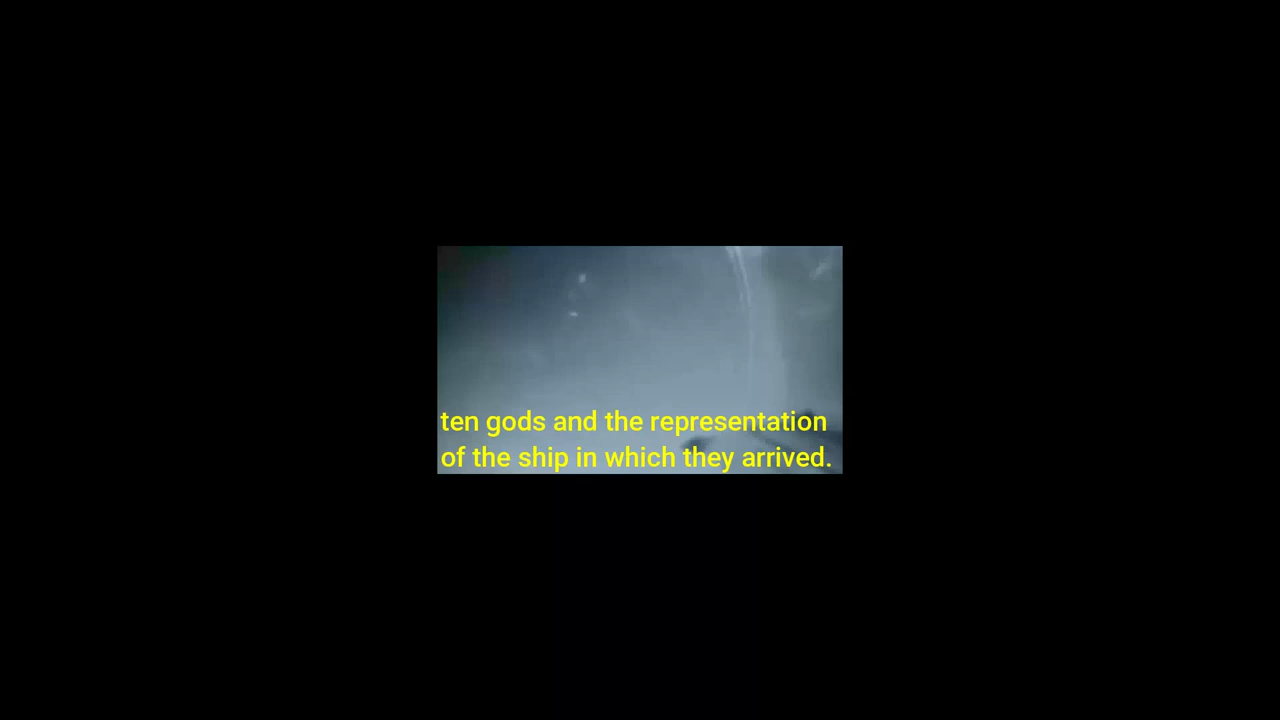 ten gods and the representation
of the ship in which they arrived.